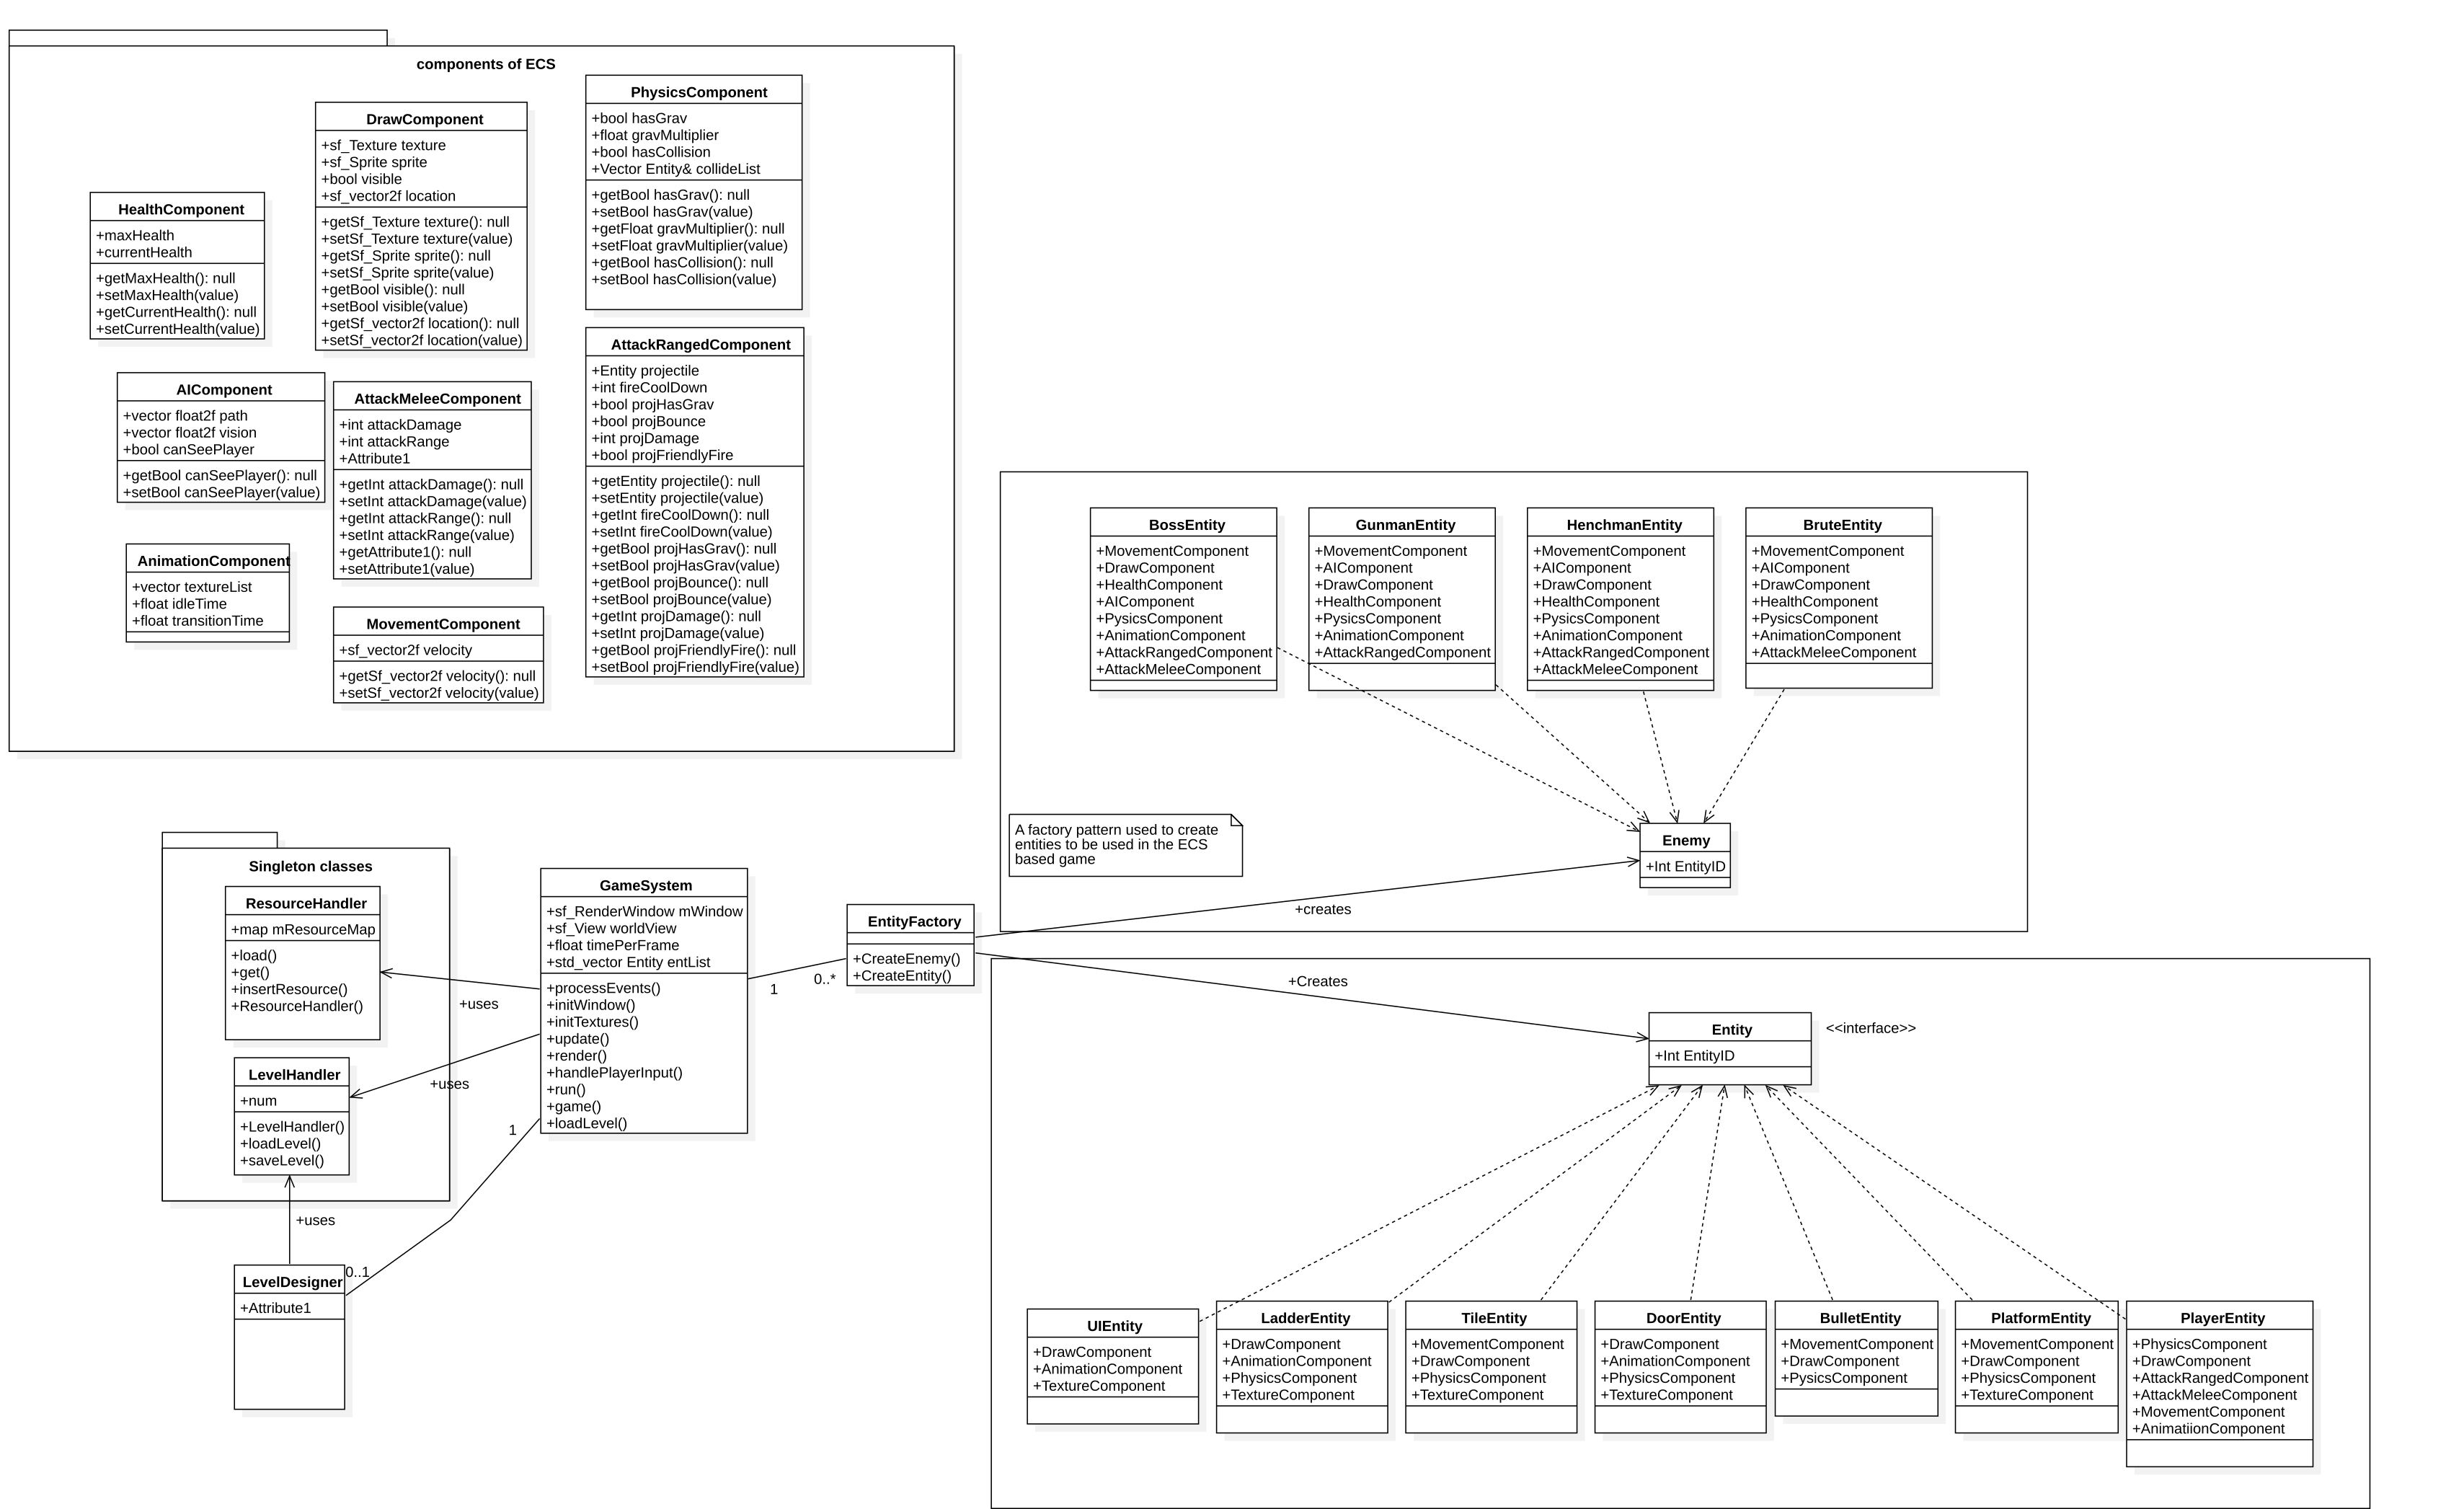 components of ECS
HealthComponent
+maxHealth
+currentHealth
+getMaxHealth(): null
+setMaxHealth(value)
+getCurrentHealth(): null
+setCurrentHealth(value)
DrawComponent
+sf_Texture texture
+sf_Sprite sprite
+bool visible
+sf_vector2f location
+getSf_Texture texture(): null
+setSf_Texture texture(value)
+getSf_Sprite sprite(): null
+setSf_Sprite sprite(value)
+getBool visible(): null
+setBool visible(value)
+getSf_vector2f location(): null
+setSf_vector2f location(value)
PhysicsComponent
+bool hasGrav
+float gravMultiplier
+bool hasCollision
+Vector Entity& collideList
+getBool hasGrav(): null
+setBool hasGrav(value)
+getFloat gravMultiplier(): null
+setFloat gravMultiplier(value)
+getBool hasCollision(): null
+setBool hasCollision(value)
AIComponent
+vector float2f path
+vector float2f vision
+bool canSeePlayer
+getBool canSeePlayer(): null
+setBool canSeePlayer(value)
AttackMeleeComponent
+int attackDamage
+int attackRange
+Attribute1
+getInt attackDamage(): null
+setInt attackDamage(value)
+getInt attackRange(): null
+setInt attackRange(value)
+getAttribute1(): null
+setAttribute1(value)
AttackRangedComponent
+Entity projectile
+int fireCoolDown
+bool projHasGrav
+bool projBounce
+int projDamage
+bool projFriendlyFire
+getEntity projectile(): null
+setEntity projectile(value)
+getInt fireCoolDown(): null
+setInt fireCoolDown(value)
+getBool projHasGrav(): null
+setBool projHasGrav(value)
+getBool projBounce(): null
+setBool projBounce(value)
+getInt projDamage(): null
+setInt projDamage(value)
+getBool projFriendlyFire(): null
+setBool projFriendlyFire(value)
AnimationComponent
+vector textureList
+float idleTime
+float transitionTime
MovementComponent
+sf_vector2f velocity
+getSf_vector2f velocity(): null
+setSf_vector2f velocity(value)
BossEntity
+MovementComponent
+DrawComponent
+HealthComponent
+AIComponent
+PysicsComponent
+AnimationComponent
+AttackRangedComponent
+AttackMeleeComponent
GunmanEntity
+MovementComponent
+AIComponent
+DrawComponent
+HealthComponent
+PysicsComponent
+AnimationComponent
+AttackRangedComponent
HenchmanEntity
+MovementComponent
+AIComponent
+DrawComponent
+HealthComponent
+PysicsComponent
+AnimationComponent
+AttackRangedComponent
+AttackMeleeComponent
BruteEntity
+MovementComponent
+AIComponent
+DrawComponent
+HealthComponent
+PysicsComponent
+AnimationComponent
+AttackMeleeComponent
A factory pattern used to create
entities to be used in the ECS
based game
Enemy
+Int EntityID
+creates
Singleton classes
ResourceHandler
+map mResourceMap
+load()
+get()
+insertResource()
+ResourceHandler()
LevelHandler
+num
+LevelHandler()
+loadLevel()
+saveLevel()
+uses
+uses
+uses
GameSystem
+sf_RenderWindow mWindow
+sf_View worldView
+float timePerFrame
+std_vector Entity entList
+processEvents()
+initWindow()
+initTextures()
+update()
+render()
+handlePlayerInput()
+run()
+game()
+loadLevel()
1
0..*
1
0..1
EntityFactory
+CreateEnemy()
+CreateEntity()
LevelDesigner
+Attribute1
+Creates
Entity
+Int EntityID
<<interface>>
UIEntity
+DrawComponent
+AnimationComponent
+TextureComponent
LadderEntity
+DrawComponent
+AnimationComponent
+PhysicsComponent
+TextureComponent
TileEntity
+MovementComponent
+DrawComponent
+PhysicsComponent
+TextureComponent
DoorEntity
+DrawComponent
+AnimationComponent
+PhysicsComponent
+TextureComponent
BulletEntity
+MovementComponent
+DrawComponent
+PysicsComponent
PlatformEntity
+MovementComponent
+DrawComponent
+PhysicsComponent
+TextureComponent
PlayerEntity
+PhysicsComponent
+DrawComponent
+AttackRangedComponent
+AttackMeleeComponent
+MovementComponent
+AnimatiionComponent